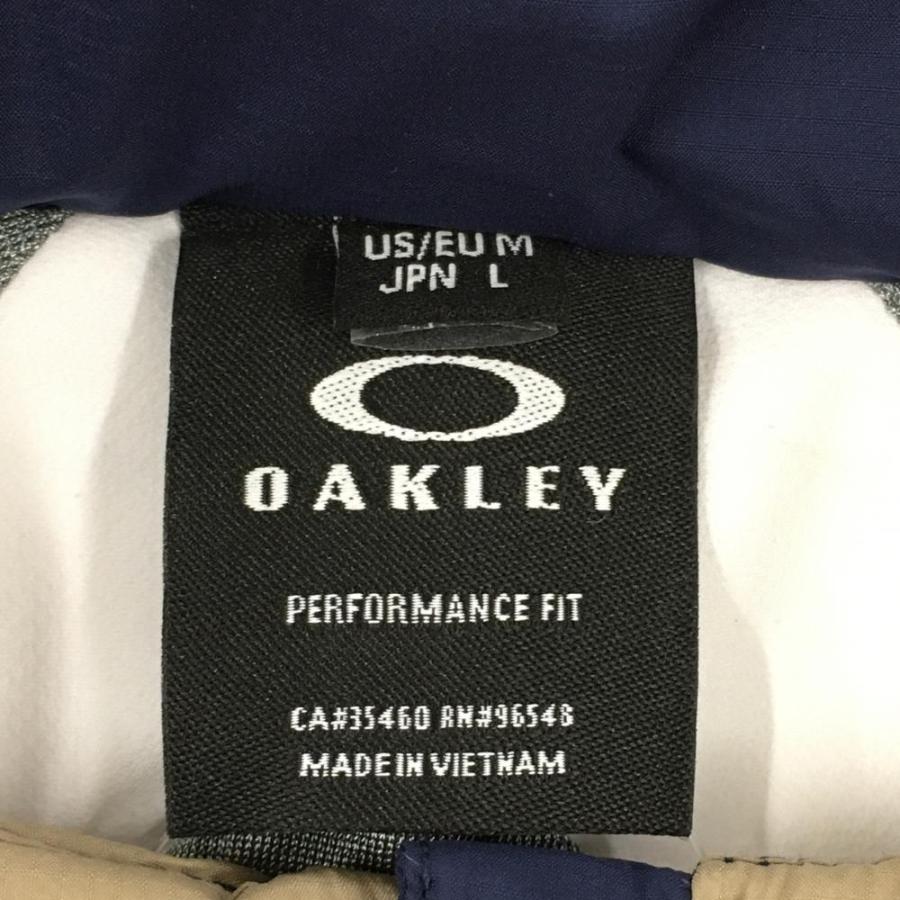 US/EU M
JPN L
OAKLEY
PERFORMANCE FIT
CA#35460 RN#96548
MADE IN VIETNAM